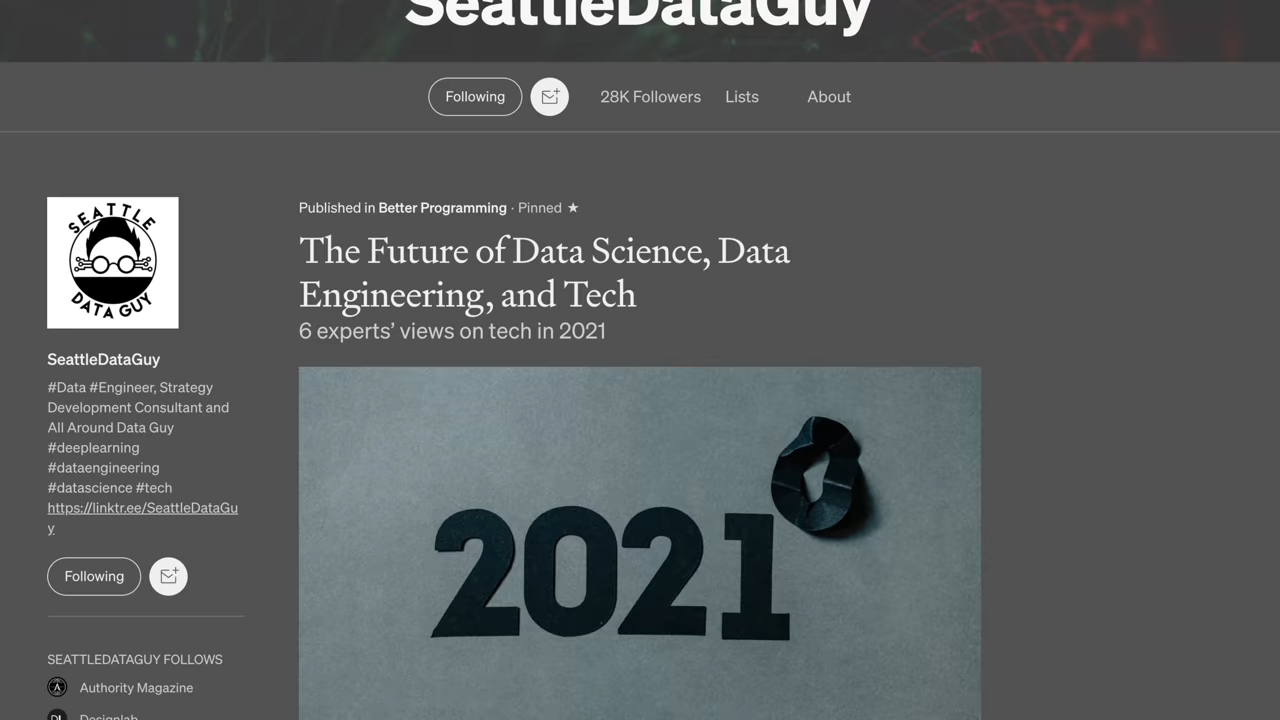 SeattleDataGuy
Following
28K Followers
Lists
About
SEATTLE
DATA GUY
SeattleDataGuy
#Data #Engineer, Strategy
Development Consultant and
All Around Data Guy
#deeplearning
#dataengineering
#datascience #tech
https://linktr.ee/SeattleDataGu
y
Following
SEATTLEDATAGUY FOLLOWS
Authority Magazine
Designlab
Published in Better Programming · Pinned ★
The Future of Data Science, Data
Engineering, and Tech
6 experts’ views on tech in 2021
2021
0